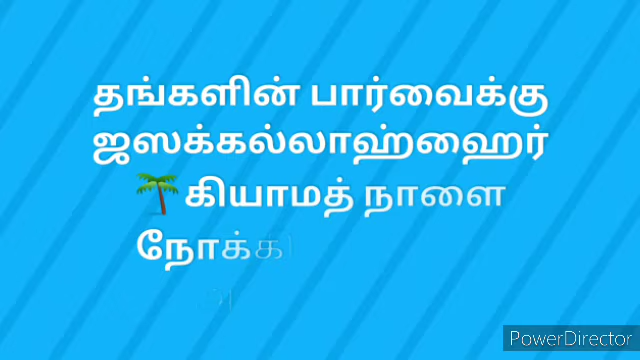 தங்களின் பார்வைக்கு
ஜஸக்கல்லாஹ்ஹைர்
🌴கியாமத் நாளை
நோக்கி
PowerDirector